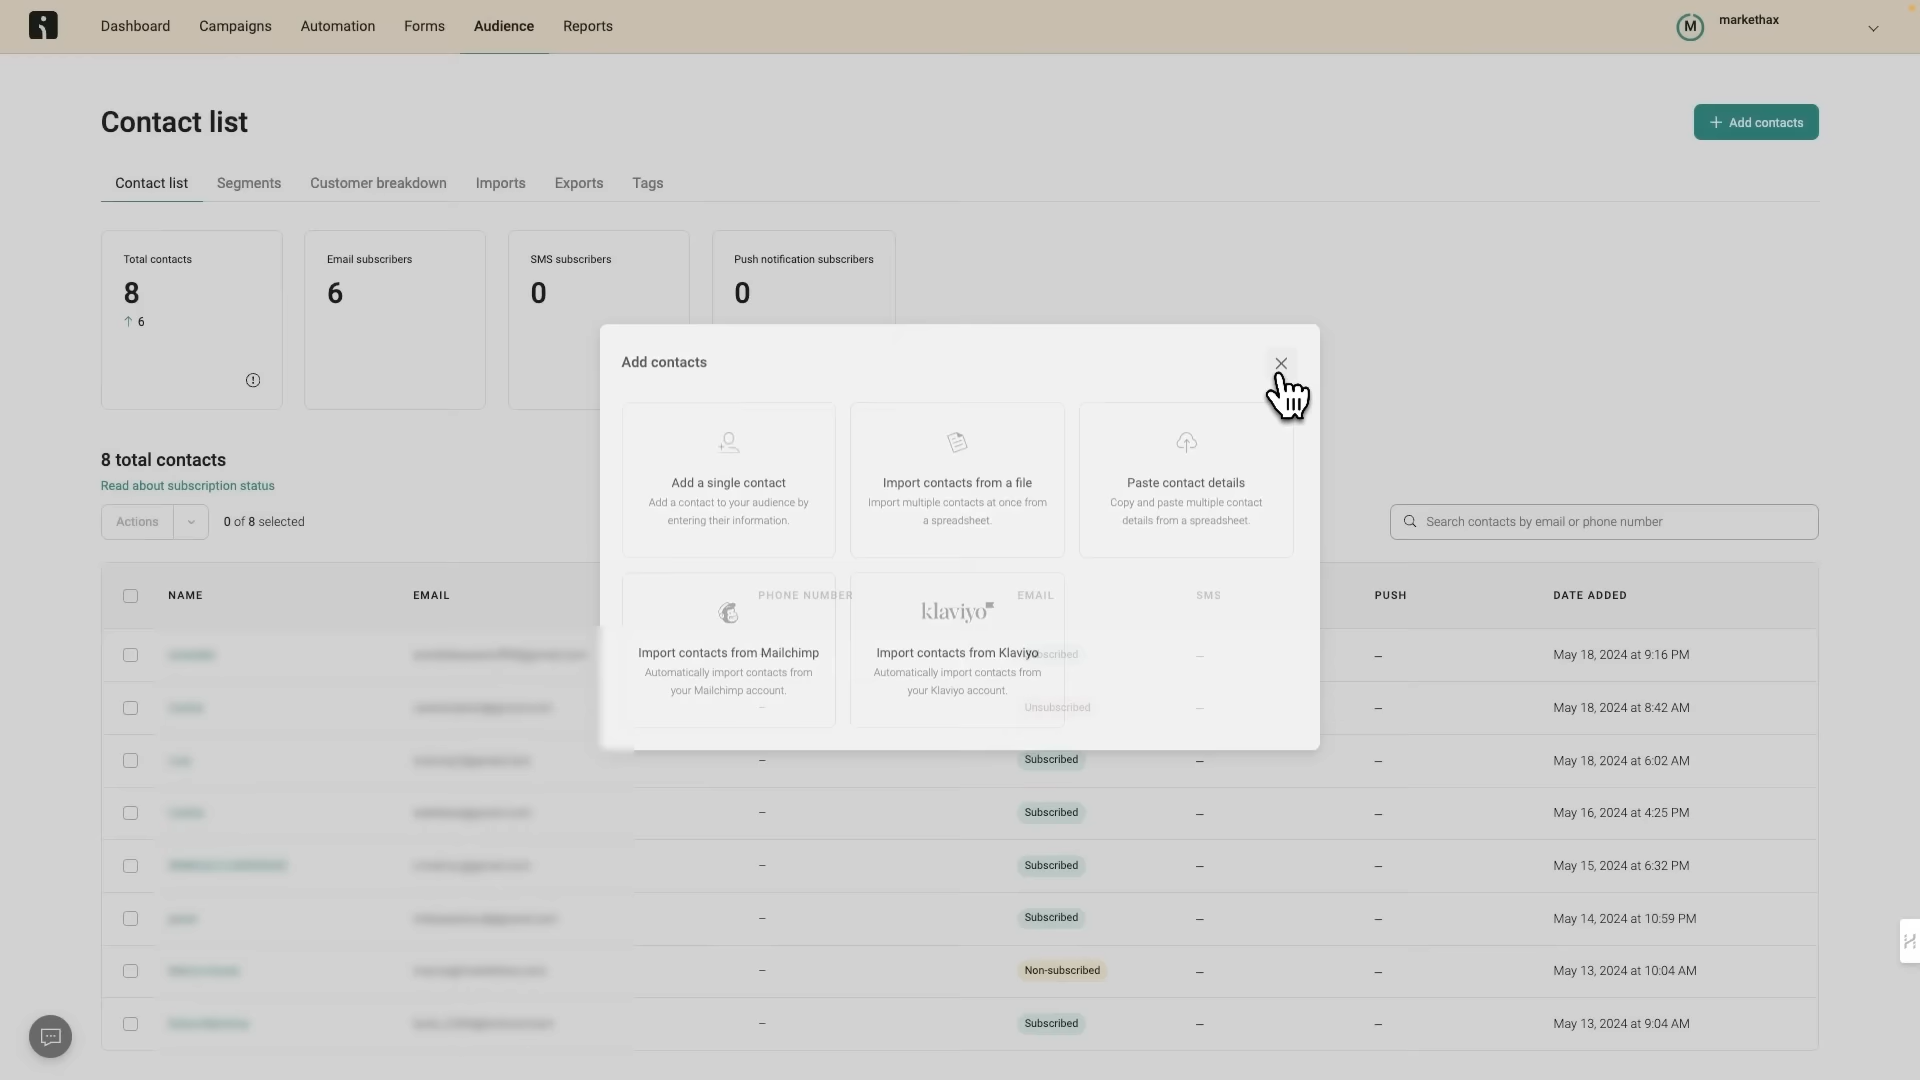 Dashboard
Campaigns
Automation
Forms
Audience
Reports
M
markethax
Contact list
+ Add contacts
Contact list
Segments
Customer breakdown
Imports
Exports
Tags
Total contacts
8
↑ 6
Email subscribers
6
SMS subscribers
0
Push notification subscribers
0
Add contacts
Add a single contact
Add a contact to your audience by
entering their information.
Import contacts from a file
Import multiple contacts at once from
a spreadsheet.
Paste contact details
Copy and paste multiple contact
details from a spreadsheet.
Import contacts from Mailchimp
Automatically import contacts from
your Mailchimp account.
klaviyo
Import contacts from Klaviyo
Automatically import contacts from
your Klaviyo account.
8 total contacts
Read about subscription status
Actions
0 of 8 selected
Search contacts by email or phone number
NAME
EMAIL
PHONE NUMBER
EMAIL
SMS
PUSH
DATE ADDED
– – May 18, 2024 at 9:16 PM
– Unsubscribed – – May 18, 2024 at 8:42 AM
– Subscribed – – May 18, 2024 at 6:02 AM
– Subscribed – – May 16, 2024 at 4:25 PM
– Subscribed – – May 15, 2024 at 6:32 PM
– Subscribed – – May 14, 2024 at 10:59 PM
– Non-subscribed – – May 13, 2024 at 10:04 AM
– Subscribed – – May 13, 2024 at 9:04 AM